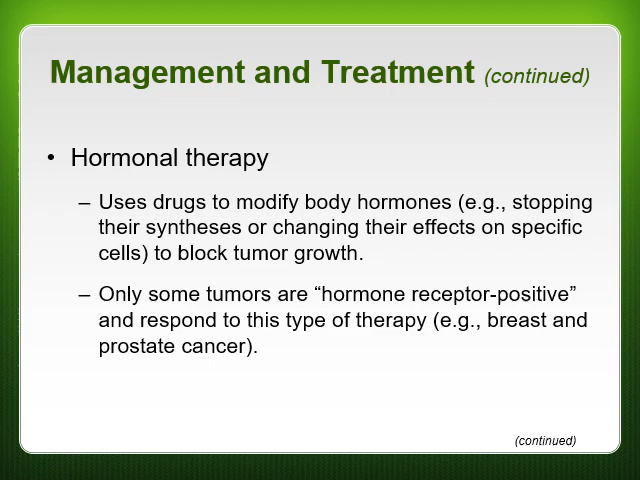 Management and Treatment (continued)
• Hormonal therapy
– Uses drugs to modify body hormones (e.g., stopping
their syntheses or changing their effects on specific
cells) to block tumor growth.
– Only some tumors are “hormone receptor-positive”
and respond to this type of therapy (e.g., breast and
prostate cancer).
(continued)